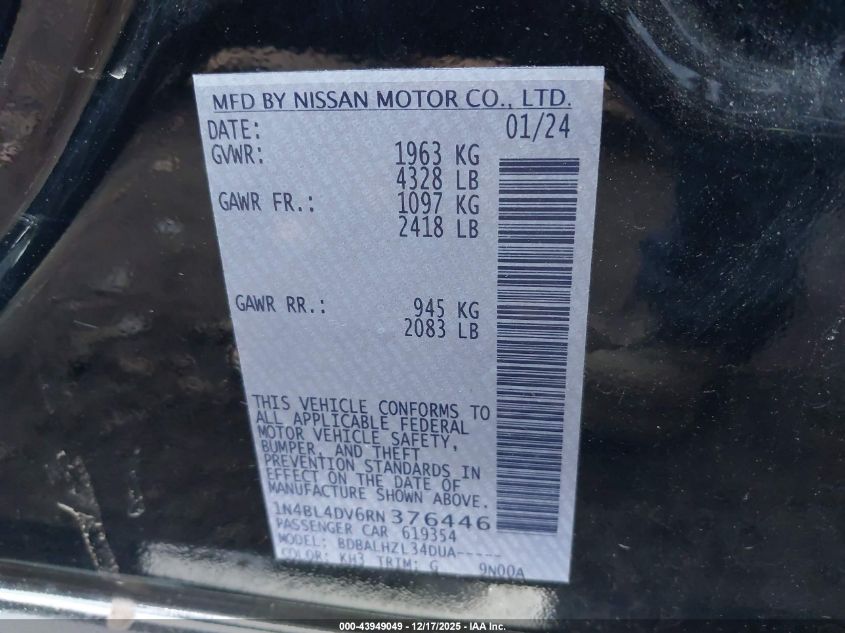 MFD BY NISSAN MOTOR CO., LTD.
DATE: 01/24
GVWR: 1963 KG
4328 LB
GAWR FR.: 1097 KG
2418 LB
GAWR RR.: 945 KG
2083 LB
THIS VEHICLE CONFORMS TO
ALL APPLICABLE FEDERAL
MOTOR VEHICLE SAFETY,
BUMPER, AND THEFT
PREVENTION STANDARDS IN
EFFECT ON THE DATE OF
MANUFACTURE SHOWN ABOVE.
1N4BL4DV6RN376446
PASSENGER CAR 619354
MODEL: BDBALHZL34DUA-----
COLOR: KH3 TRIM: G 9N00A
000-43949049 - 12/17/2025 - IAA Inc.